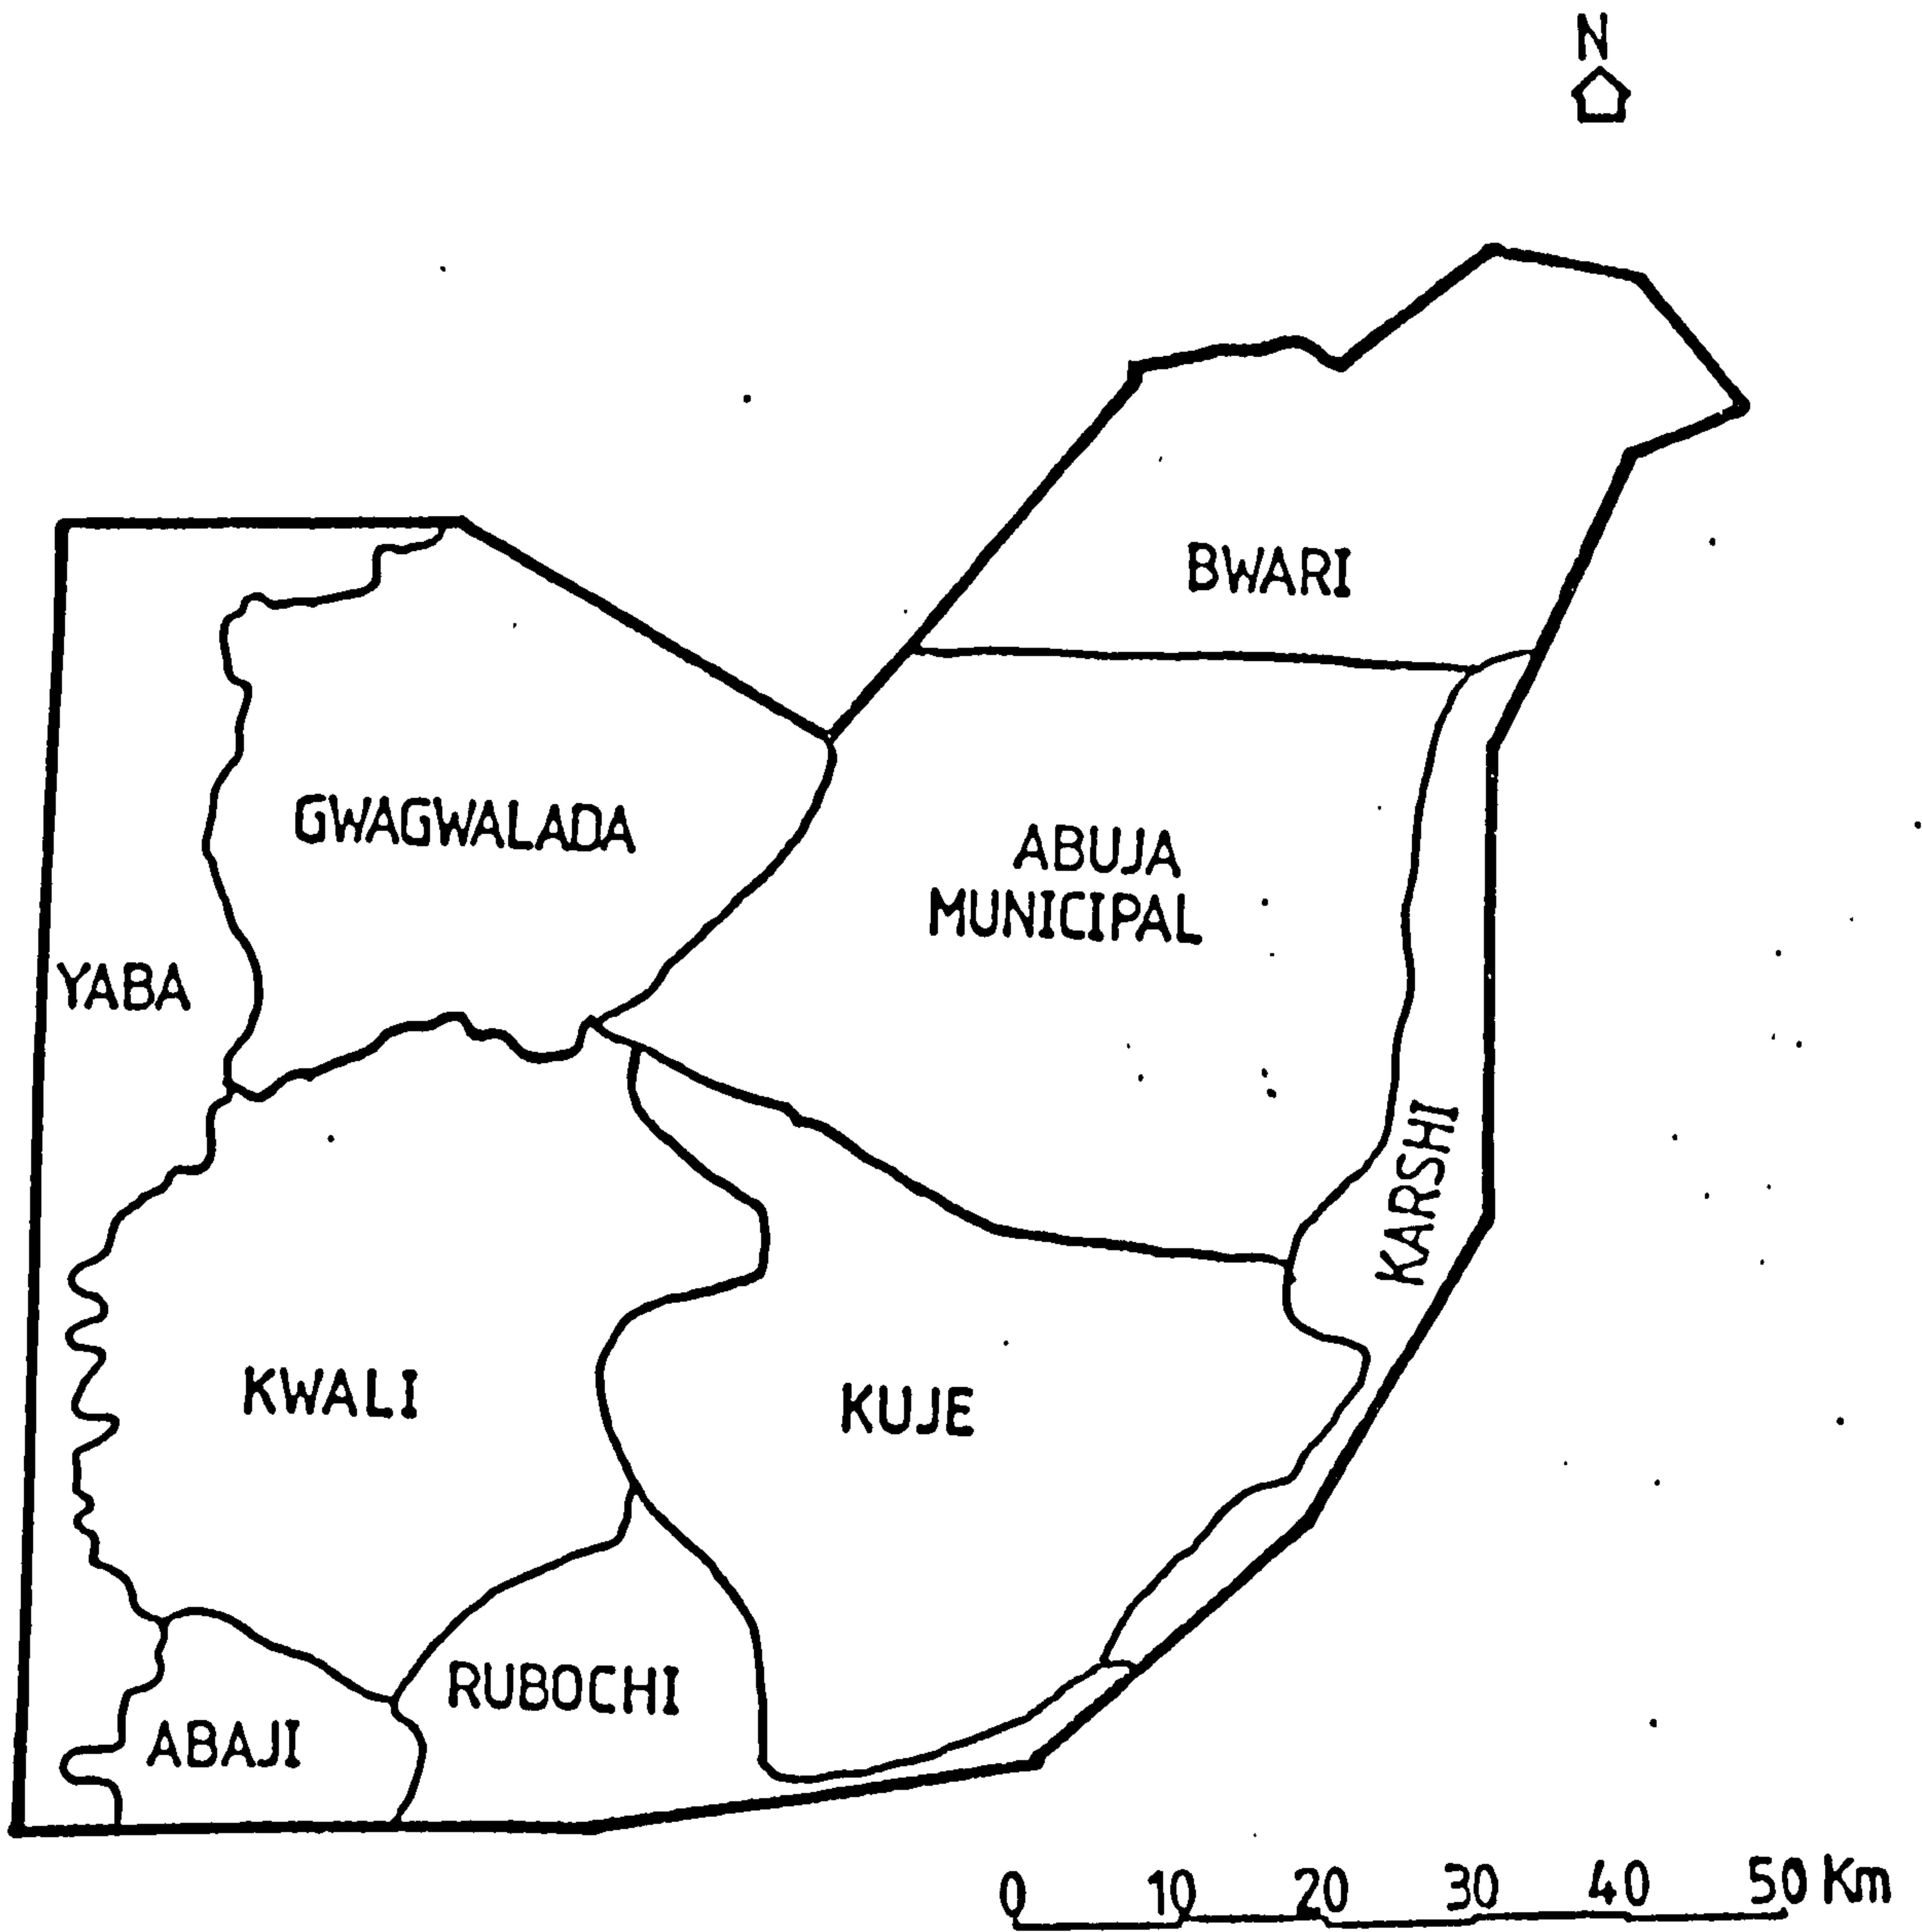 N
BWARI
GWAGWALADA
ABUJA
MUNICIPAL
YABA
KARSHI
KWALI
KUJE
RUBOCHI
ABAJI
0 10 20 30 40 50 Km